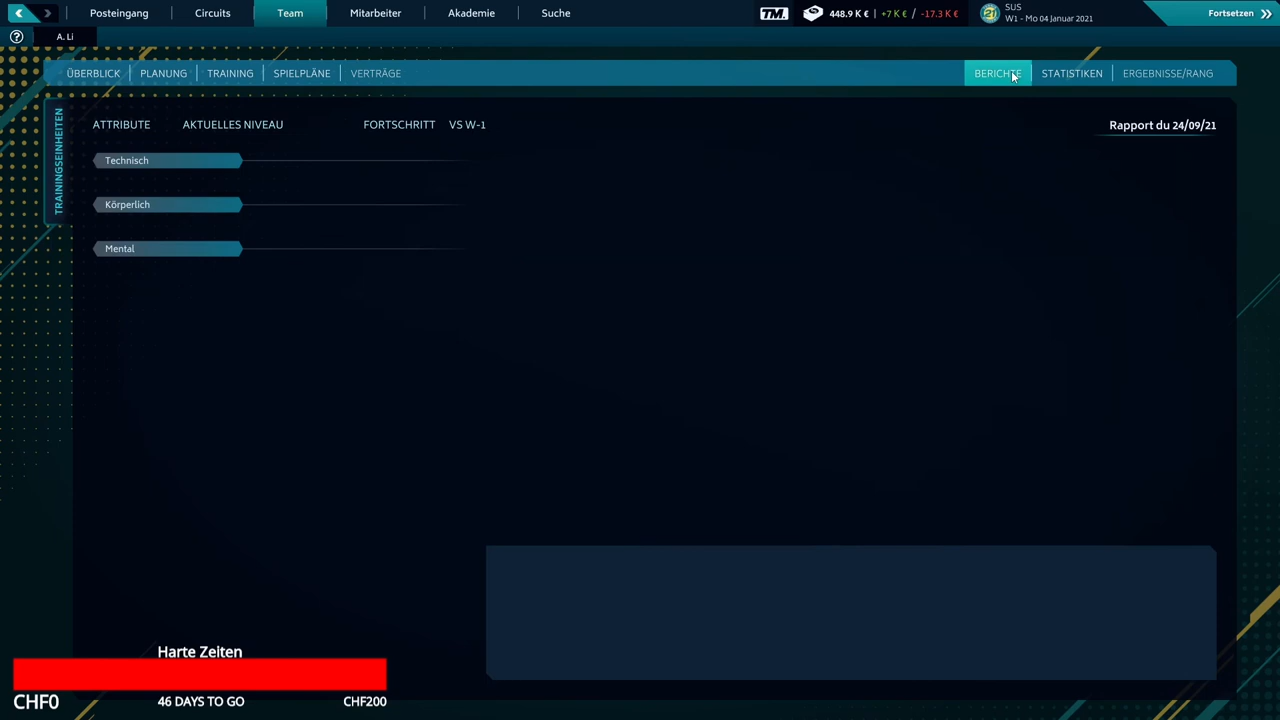 Posteingang Circuits Team Mitarbeiter Akademie Suche TM. 448.9 K € | +7 K € / -17.3 K € 21 SUS Fortsetzen
W1 - Mo 04 Januar 2021
? A. Li
ÜBERBLICK PLANUNG TRAINING SPIELPLÄNE VERTRÄGE BERICHTE STATISTIKEN ERGEBNISSE/RANG
TRAININGSEINHEITEN
ATTRIBUTE AKTUELLES NIVEAU FORTSCHRITT VS W-1 Rapport du 24/09/21
Technisch
Körperlich
Mental
Harte Zeiten
CHF0 46 DAYS TO GO CHF200